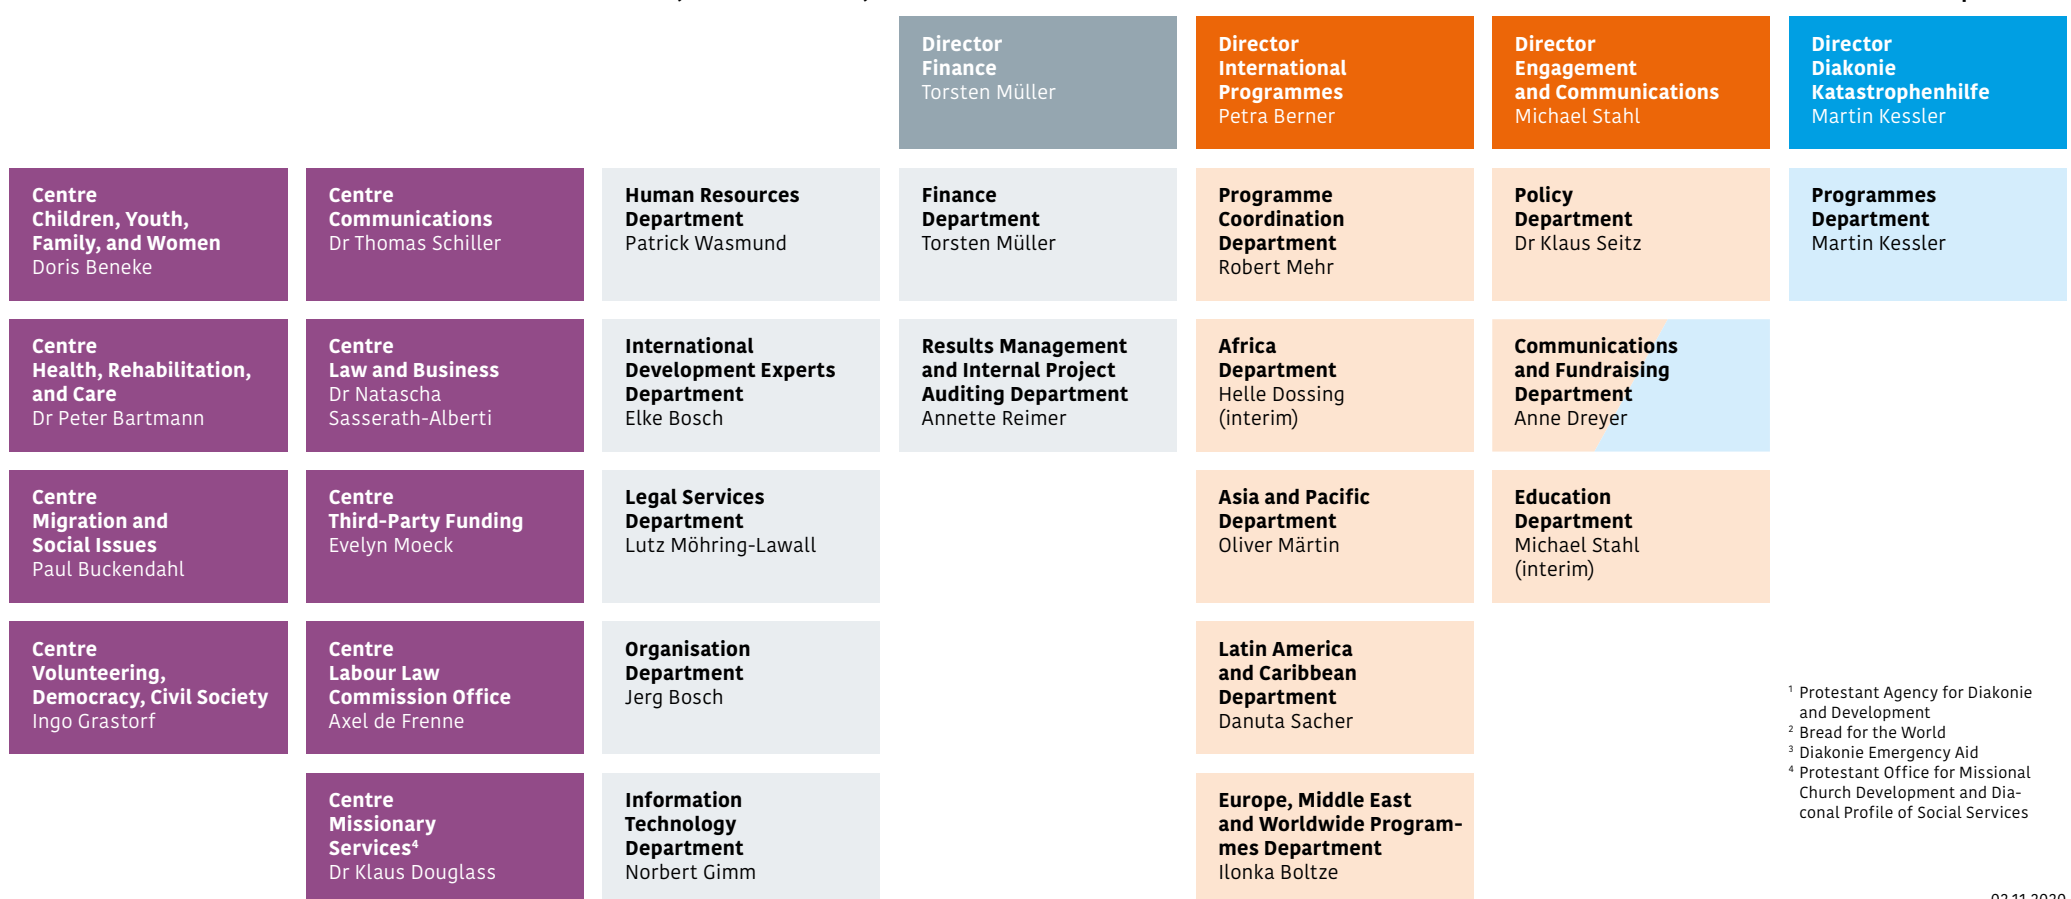 Director
Finance
Torsten Müller
Director
International
Programmes
Petra Berner
Director
Engagement
and Communications
Michael Stahl
Director
Diakonie
Katastrophenhilfe
Martin Kessler
Centre
Children, Youth,
Family, and Women
Doris Beneke
Centre
Communications
Dr Thomas Schiller
Human Resources
Department
Patrick Wasmund
Finance
Department
Torsten Müller
Programme
Coordination
Department
Robert Mehr
Policy
Department
Dr Klaus Seitz
Programmes
Department
Martin Kessler
Centre
Health, Rehabilitation,
and Care
Dr Peter Bartmann
Centre
Law and Business
Dr Natascha
Sasserath-Alberti
International
Development Experts
Department
Elke Bosch
Results Management
and Internal Project
Auditing Department
Annette Reimer
Africa
Department
Helle Dossing
(interim)
Communications
and Fundraising
Department
Anne Dreyer
Centre
Migration and
Social Issues
Paul Buckendahl
Centre
Third-Party Funding
Evelyn Moeck
Legal Services
Department
Lutz Möhring-Lawall
Asia and Pacific
Department
Oliver Märtin
Education
Department
Michael Stahl
(interim)
Centre
Volunteering,
Democracy, Civil Society
Ingo Grastorf
Centre
Labour Law
Commission Office
Axel de Frenne
Organisation
Department
Jerg Bosch
Latin America
and Caribbean
Department
Danuta Sacher
Centre
Missionary
Services⁴
Dr Klaus Douglass
Information
Technology
Department
Norbert Gimm
Europe, Middle East
and Worldwide Program-
mes Department
Ilonka Boltze
¹ Protestant Agency for Diakonie
and Development
² Bread for the World
³ Diakonie Emergency Aid
⁴ Protestant Office for Missional
Church Development and Dia-
conal Profile of Social Services